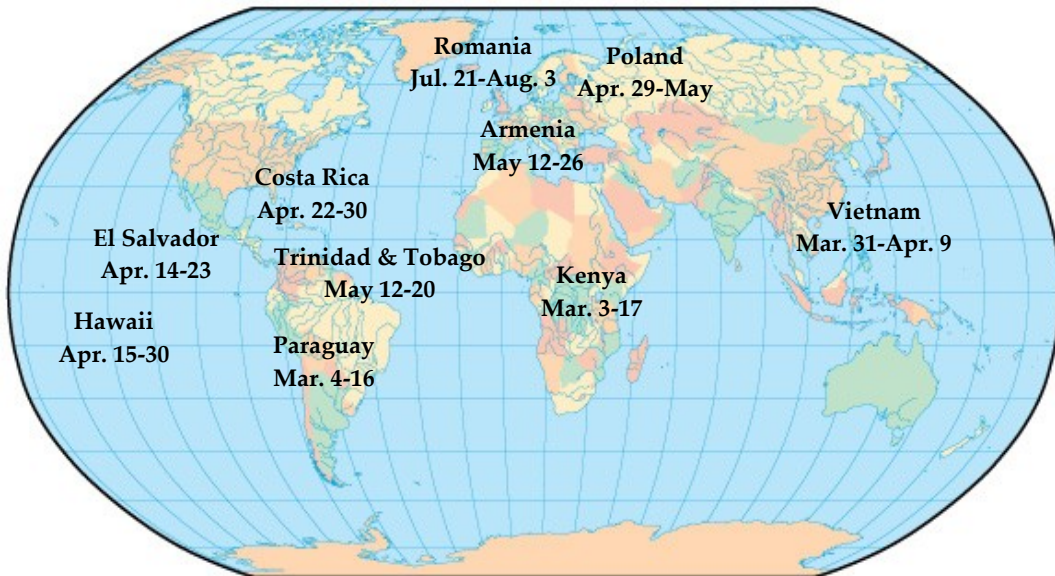 Romania
Jul. 21-Aug. 3
Poland
Apr. 29-May
Armenia
May 12-26
Costa Rica
Apr. 22-30
Vietnam
Mar. 31-Apr. 9
El Salvador
Apr. 14-23
Trinidad & Tobago
May 12-20
Kenya
Mar. 3-17
Hawaii
Apr. 15-30
Paraguay
Mar. 4-16